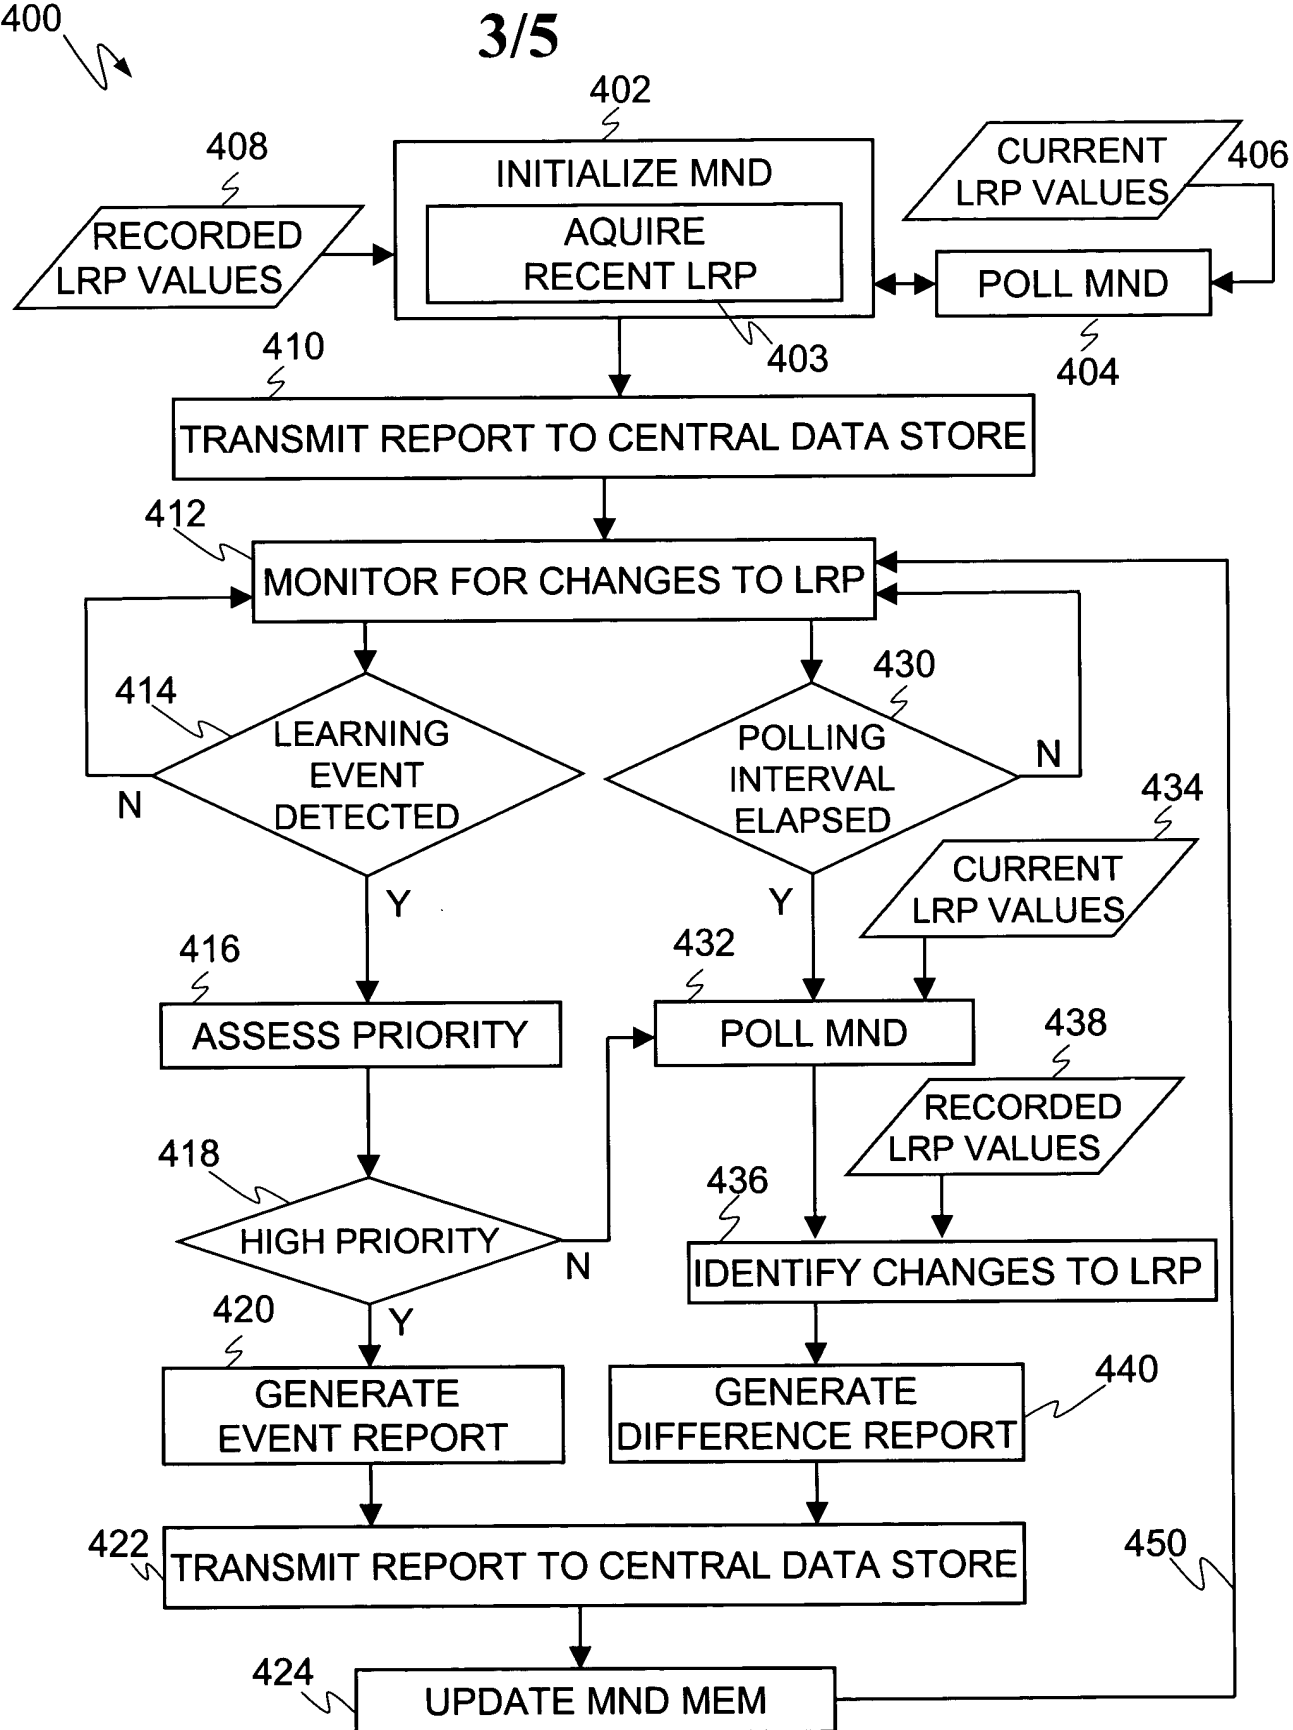 400
3/5
402
408
INITIALIZE MND
CURRENT
LRP VALUES
406
RECORDED
LRP VALUES
AQUIRE
RECENT LRP
POLL MND
403
404
410
TRANSMIT REPORT TO CENTRAL DATA STORE
412
MONITOR FOR CHANGES TO LRP
414
430
LEARNING
EVENT
DETECTED
POLLING
INTERVAL
ELAPSED
N
N
434
CURRENT
LRP VALUES
Y
Y
416
432
ASSESS PRIORITY
POLL MND
438
RECORDED
LRP VALUES
418
436
HIGH PRIORITY
N
IDENTIFY CHANGES TO LRP
420
Y
GENERATE
EVENT REPORT
GENERATE
DIFFERENCE REPORT
440
422
TRANSMIT REPORT TO CENTRAL DATA STORE
450
424
UPDATE MND MEM